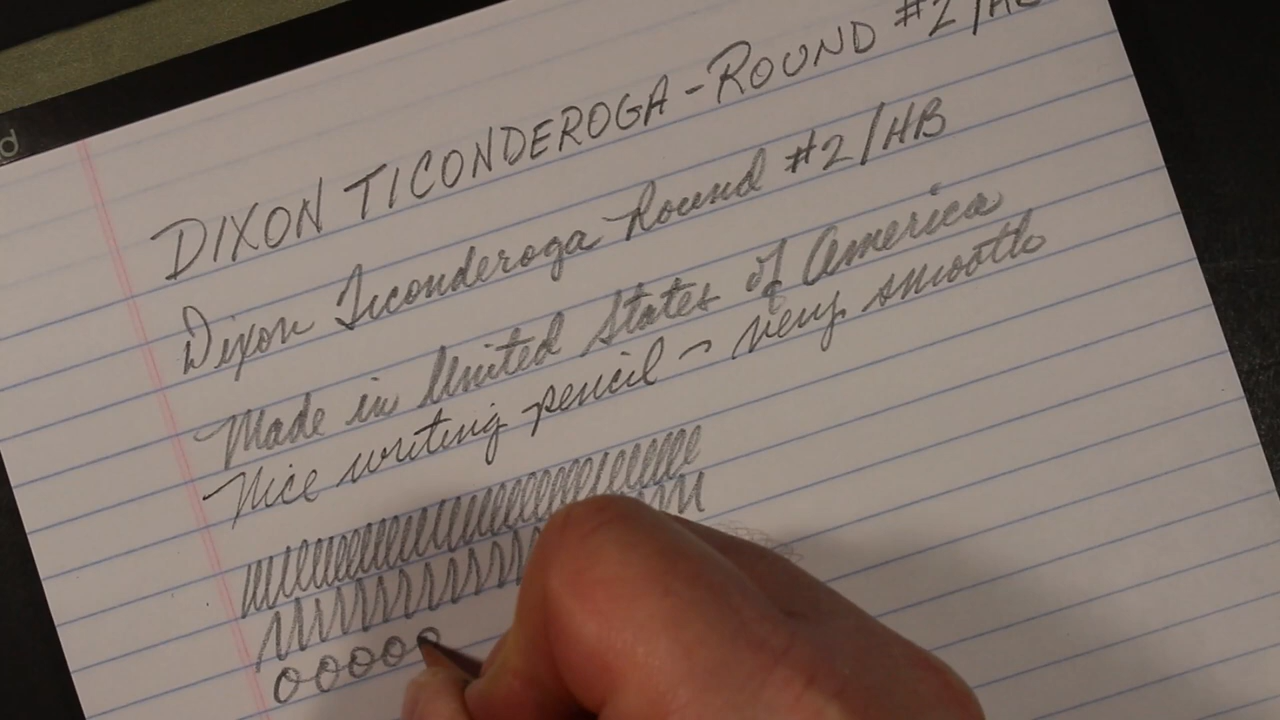 DIXON TICONDEROGA - ROUND #2/HB
Dixon Ticonderoga Round #2/HB
Made in United States of America
Nice writing pencil ~ very smooth
OOOO